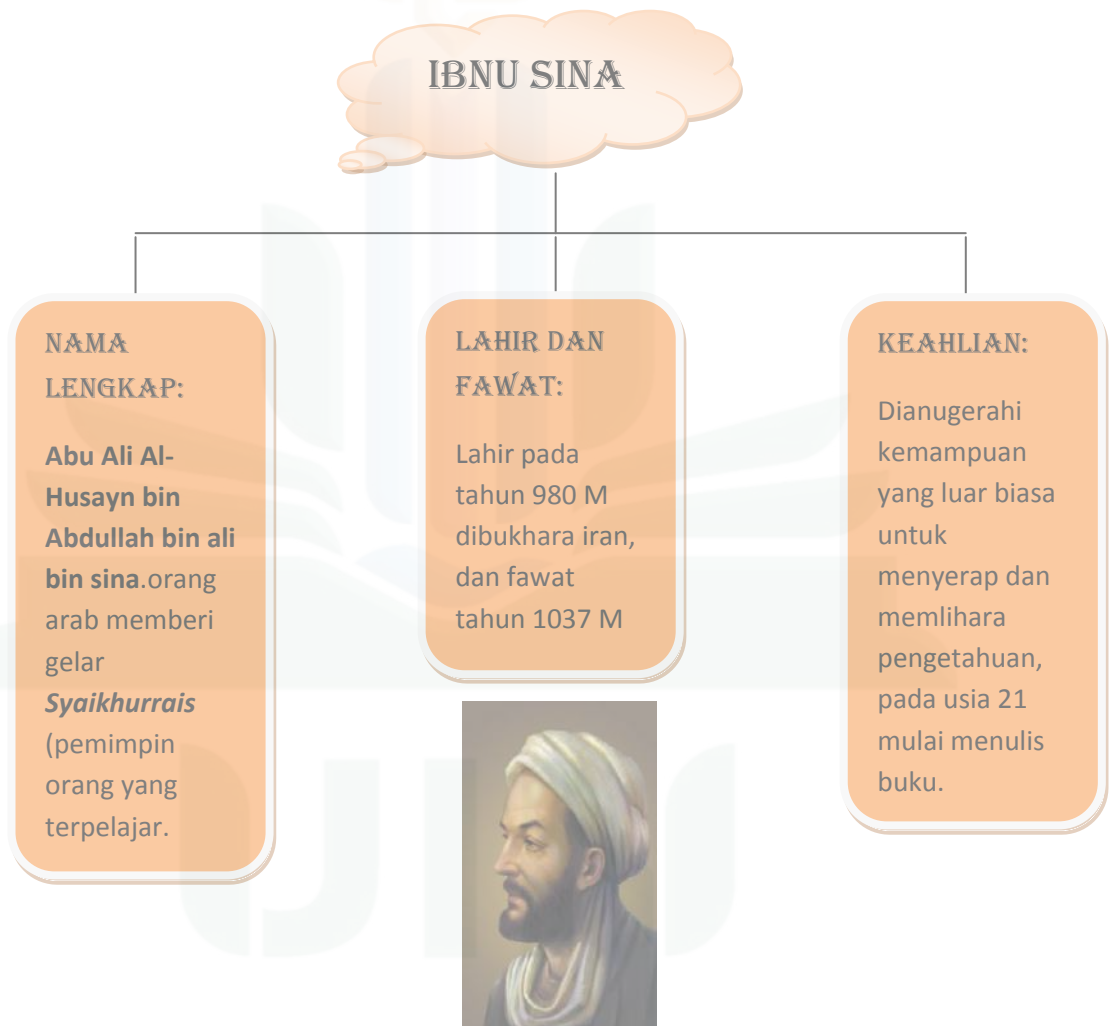 IBNU SINA
NAMA
LENGKAP:
Abu Ali Al-
Husayn bin
Abdullah bin ali
bin sina.orang
arab memberi
gelar
Syaikhurrais
(pemimpin
orang yang
terpelajar.
LAHIR DAN
FAWAT:
Lahir pada
tahun 980 M
dibukhara iran,
dan fawat
tahun 1037 M
KEAHLIAN:
Dianugerahi
kemampuan
yang luar biasa
untuk
menyerap dan
memlihara
pengetahuan,
pada usia 21
mulai menulis
buku.